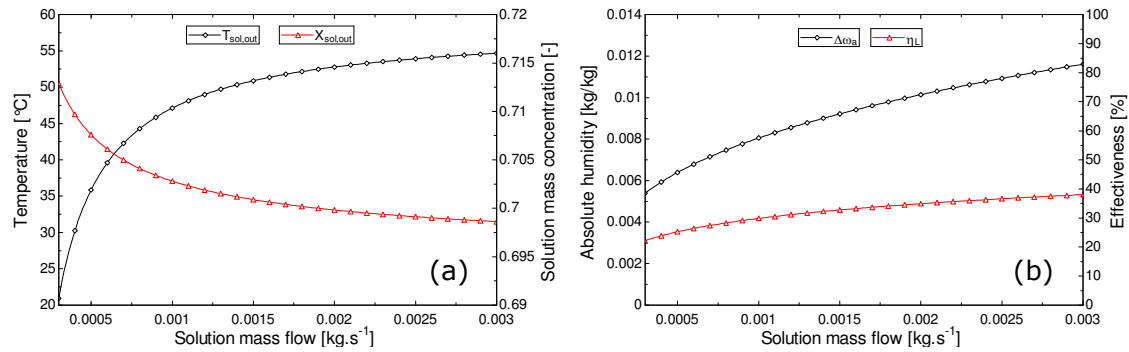 T sol,out
X sol,out
Temperature [°C]
60
55
50
45
40
35
30
25
20
0.72
0.715
0.71
0.705
0.7
0.695
0.69
Solution mass concentration [-]
(a)
0.0005 0.001 0.0015 0.002 0.0025 0.003
Solution mass flow [kg.s⁻¹]
Δωa
ηL
Absolute humidity [kg/kg]
0.014
0.012
0.01
0.008
0.006
0.004
0.002
0
100
90
80
70
60
50
40
30
20
10
0
Effectiveness [%]
(b)
0.0005 0.001 0.0015 0.002 0.0025 0.003
Solution mass flow [kg.s⁻¹]